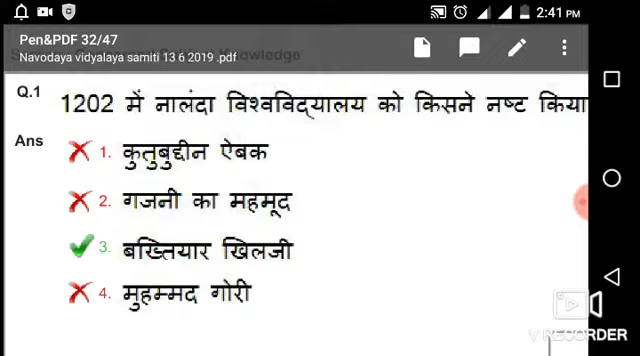 2:41 PM
Pen&PDF 32/47
Navodaya vidyalaya samiti 13 6 2019 .pdf
Knowledge
Q.1 1202 में नालंदा विश्वविद्यालय को किसने नष्ट किया
Ans
1. कुतुबुद्दीन ऐबक
2. गजनी का महमूद
3. बख्तियार खिलजी
4. मुहम्मद गोरी
V RECORDER